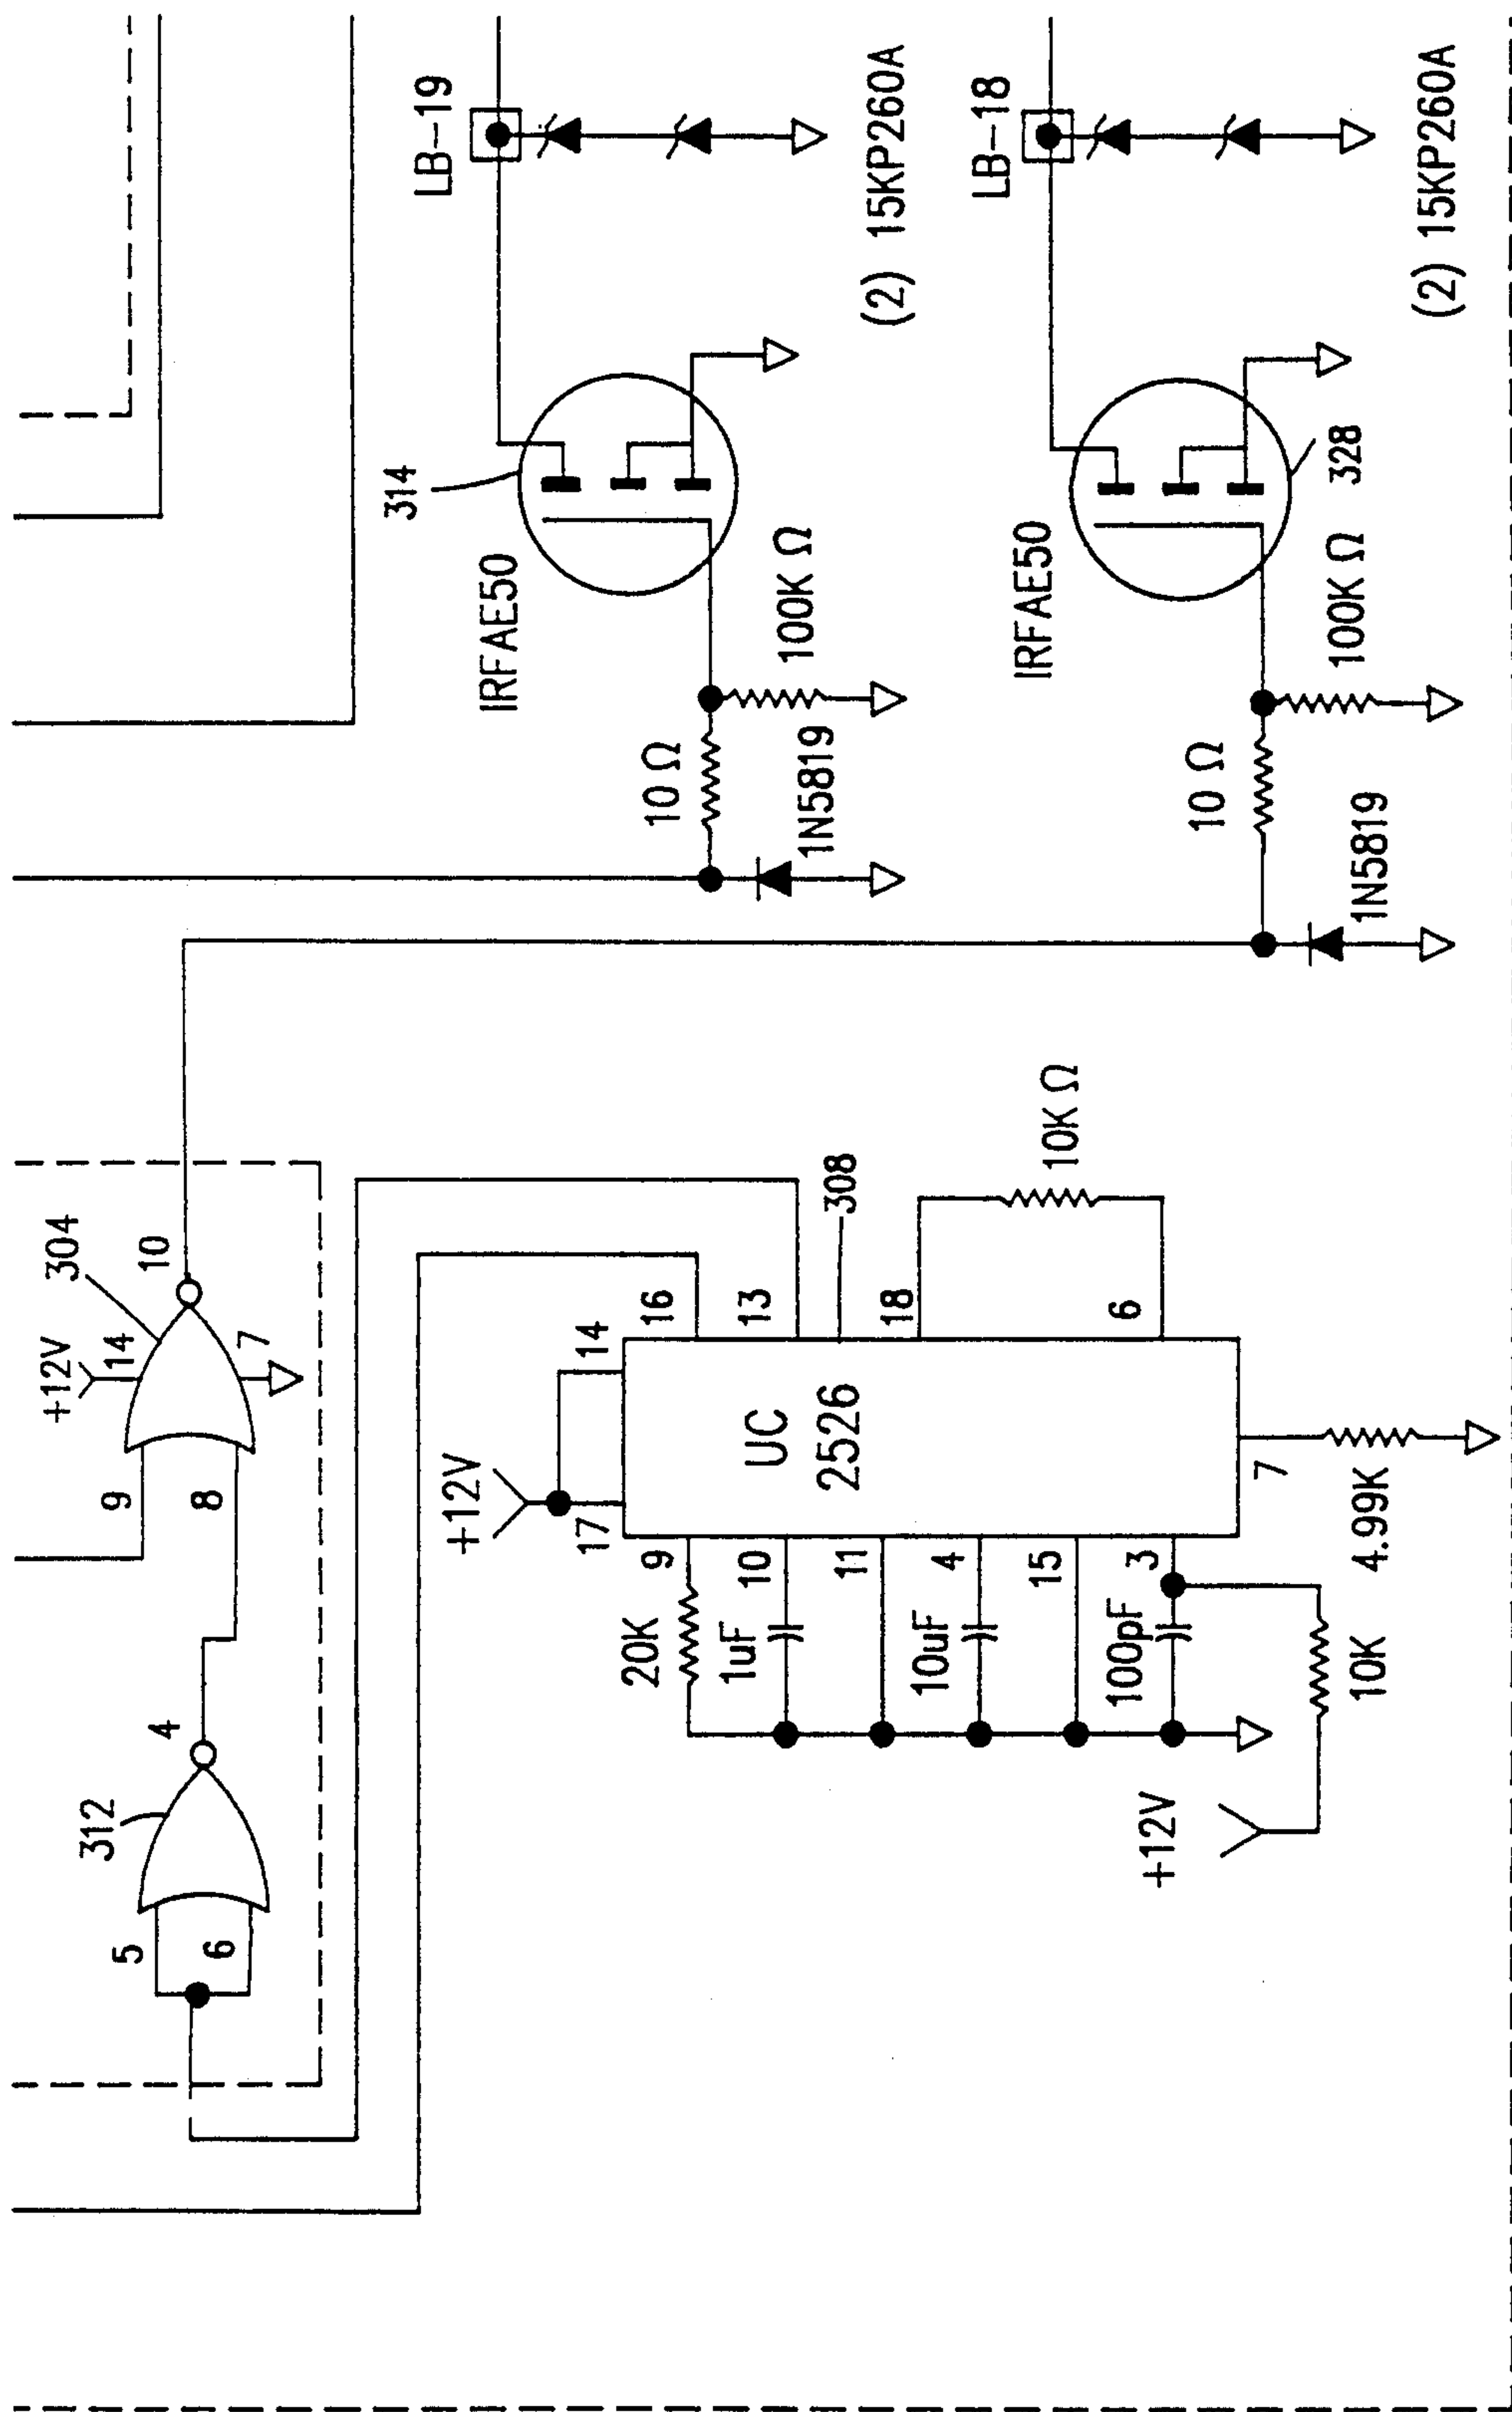 LB-19
314
IRFAE50
10 Ω
100K Ω
1N5819
(2) 15KP260A
LB-18
IRFAE50
328
10 Ω
100K Ω
1N5819
(2) 15KP260A
304
+12V
14
10
9
8
7
312
4
5
6
+12V
17
14
16
13
308
18
6
10K Ω
UC
2526
9
10
11
4
15
3
7
20K
1uF
10uF
100pF
4.99K
10K
+12V